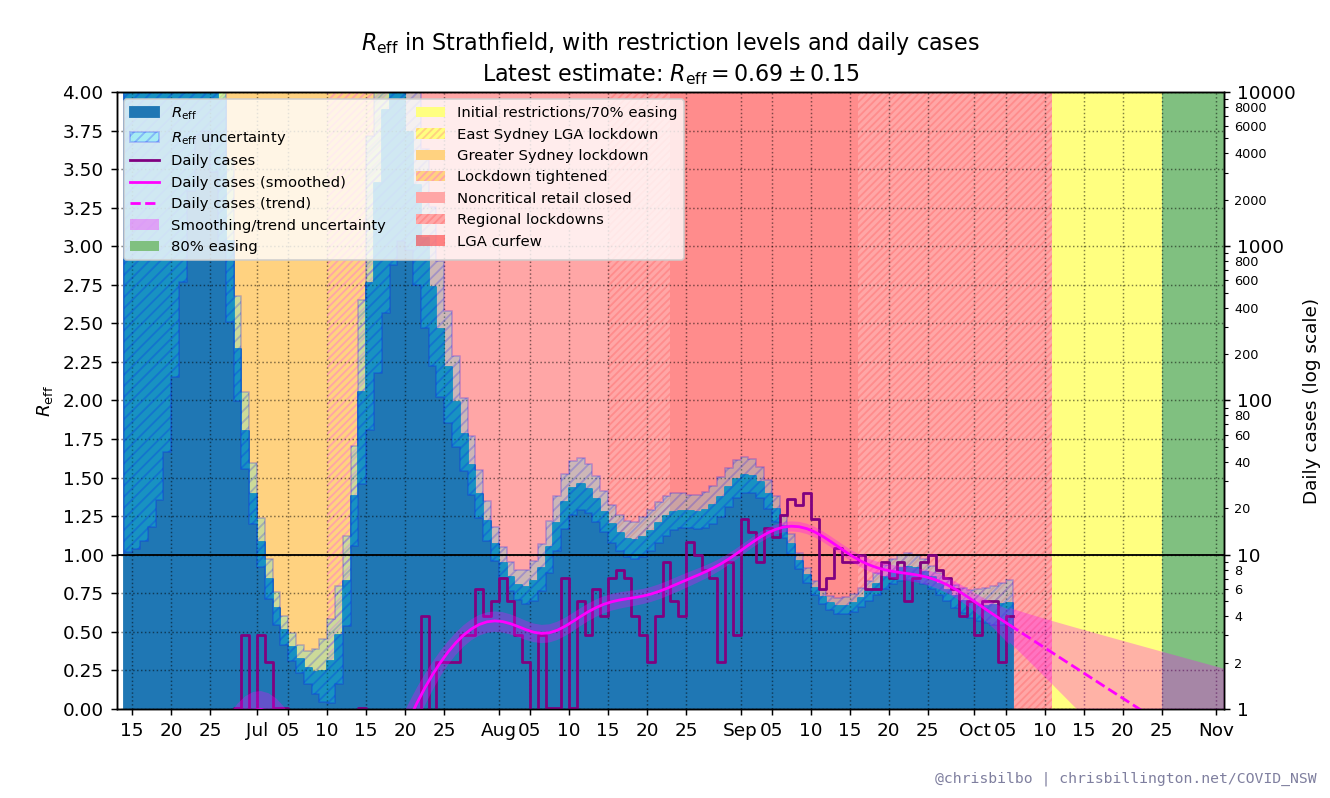 Reff in Strathfield, with restriction levels and daily cases
Latest estimate: Reff = 0.69 ± 0.15
Reff
Reff uncertainty
Daily cases
Daily cases (smoothed)
Daily cases (trend)
Smoothing/trend uncertainty
80% easing
Initial restrictions/70% easing
East Sydney LGA lockdown
Greater Sydney lockdown
Lockdown tightened
Noncritical retail closed
Regional lockdowns
LGA curfew
Reff
4.00
3.75
3.50
3.25
3.00
2.75
2.50
2.25
2.00
1.75
1.50
1.25
1.00
0.75
0.50
0.25
0.00
10000
8000
6000
4000
2000
1000
800
600
400
200
100
80
60
40
20
10
8
6
4
2
1
Daily cases (log scale)
15 20 25 Jul 05 10 15 20 25 Aug 05 10 15 20 25 Sep 05 10 15 20 25 Oct 05 10 15 20 25 Nov
@chrisbilbo | chrisbillington.net/COVID_NSW